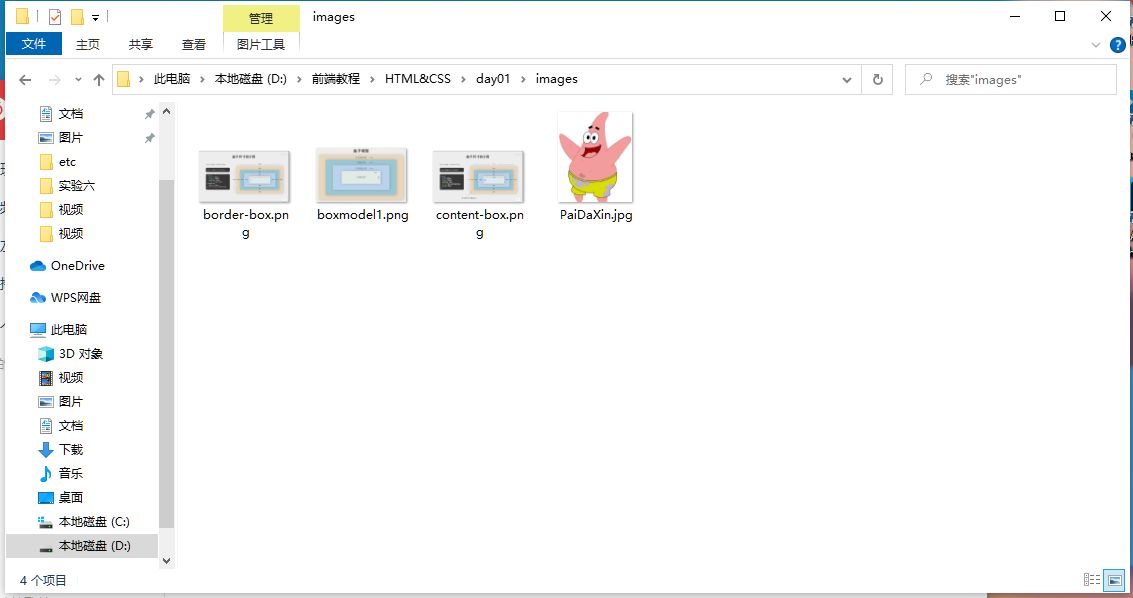 管理
images
文件
主页
共享
查看
图片工具
此电脑 › 本地磁盘 (D:) › 前端教程 › HTML&CSS › day01 › images
搜索"images"
文档
图片
etc
实验六
视频
视频
OneDrive
WPS网盘
此电脑
3D 对象
视频
图片
文档
下载
音乐
桌面
本地磁盘 (C:)
本地磁盘 (D:)
border-box.pn
g
boxmodel1.png
content-box.pn
g
PaiDaXin.jpg
4 个项目